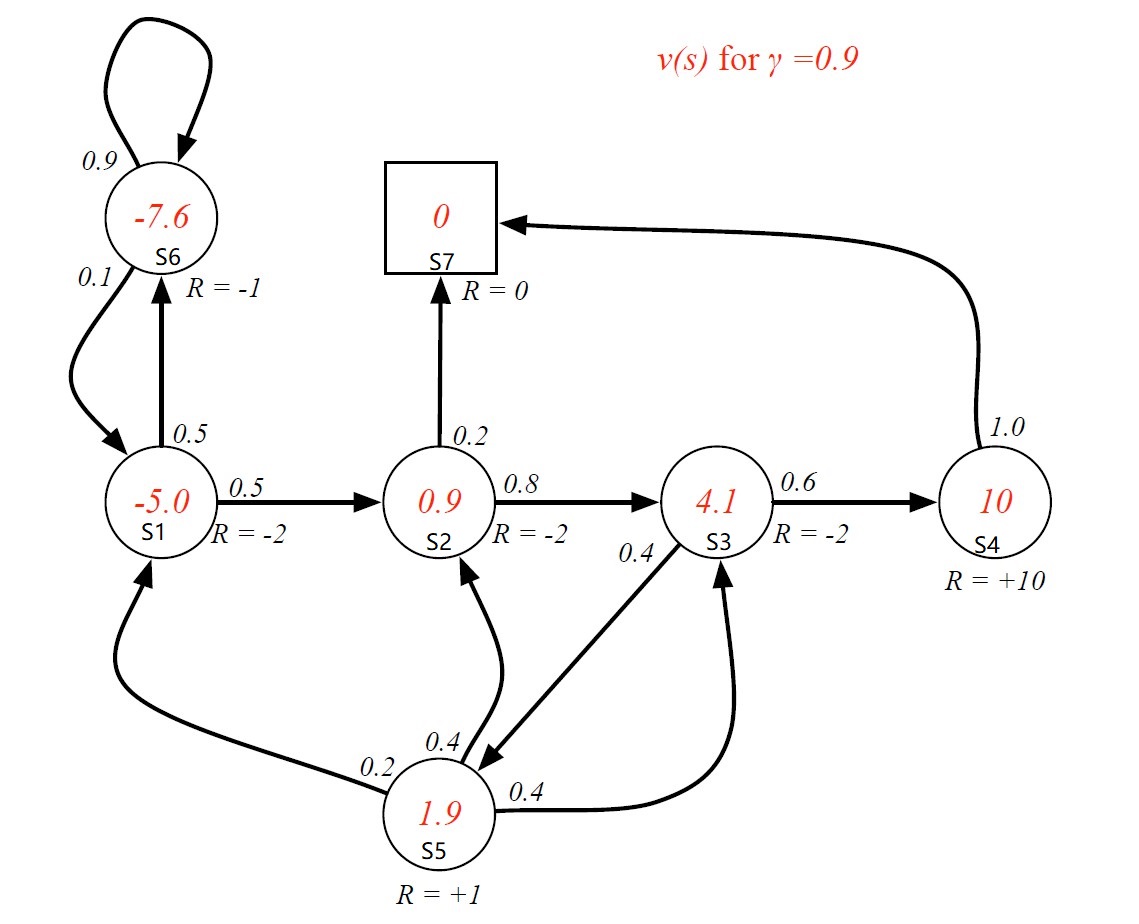 v(s) for γ =0.9
0.9
-7.6
S6
0.1
R = -1
0
S7
R = 0
0.5
-5.0
S1
0.5
R = -2
0.2
0.9
S2
0.8
R = -2
4.1
S3
0.6
R = -2
0.4
1.0
10
S4
R = +10
0.2
0.4
0.4
1.9
S5
R = +1